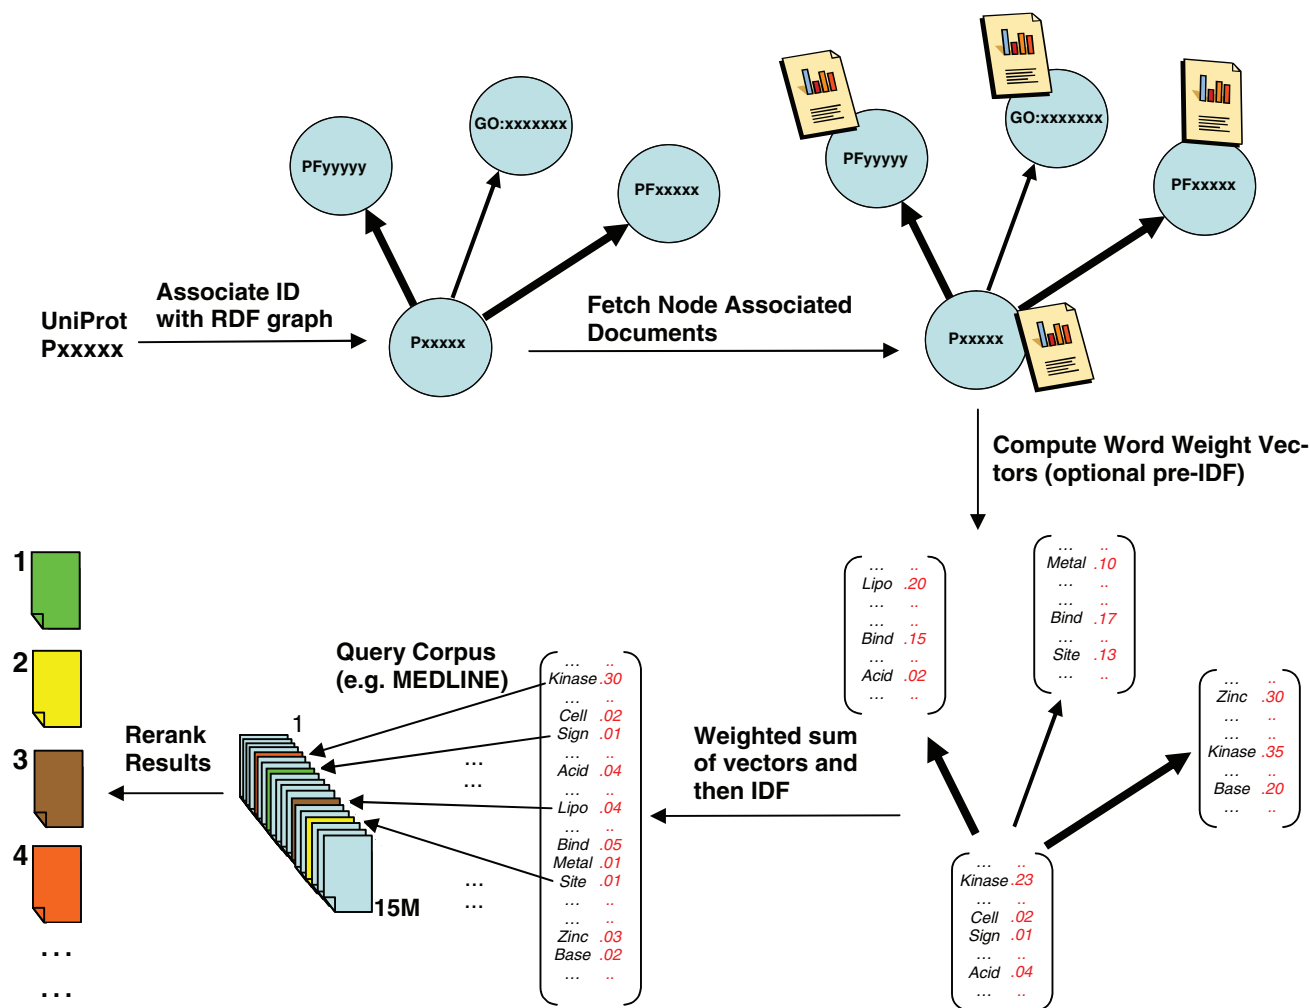 GO:xxxxxxx
PFyyyyy
PFxxxxx
Pxxxxx
UniProt
Pxxxxx
Associate ID
with RDF graph
Fetch Node Associated
Documents
GO:xxxxxxx
PFyyyyy
PFxxxxx
Pxxxxx
Compute Word Weight Vec-
tors (optional pre-IDF)
... ..
Lipo .20
... ..
... ..
Bind .15
... ..
Acid .02
... ..
... ..
Metal .10
... ..
... ..
Bind .17
... ..
Site .13
... ..
... ..
Zinc .30
... ..
... ..
Kinase .35
... ..
Base .20
... ..
... ..
Kinase .23
... ..
Cell .02
Sign .01
... ..
Acid .04
... ..
Weighted sum
of vectors and
then IDF
... ..
Kinase .30
... ..
Cell .02
Sign .01
... ..
Acid .04
... ..
Lipo .04
... ..
Bind .05
Metal .01
Site .01
... ..
... ..
Zinc .03
Base .02
... ..
Query Corpus
(e.g. MEDLINE)
1
...
...
...
...
15M
Rerank
Results
1
2
3
4
...
...